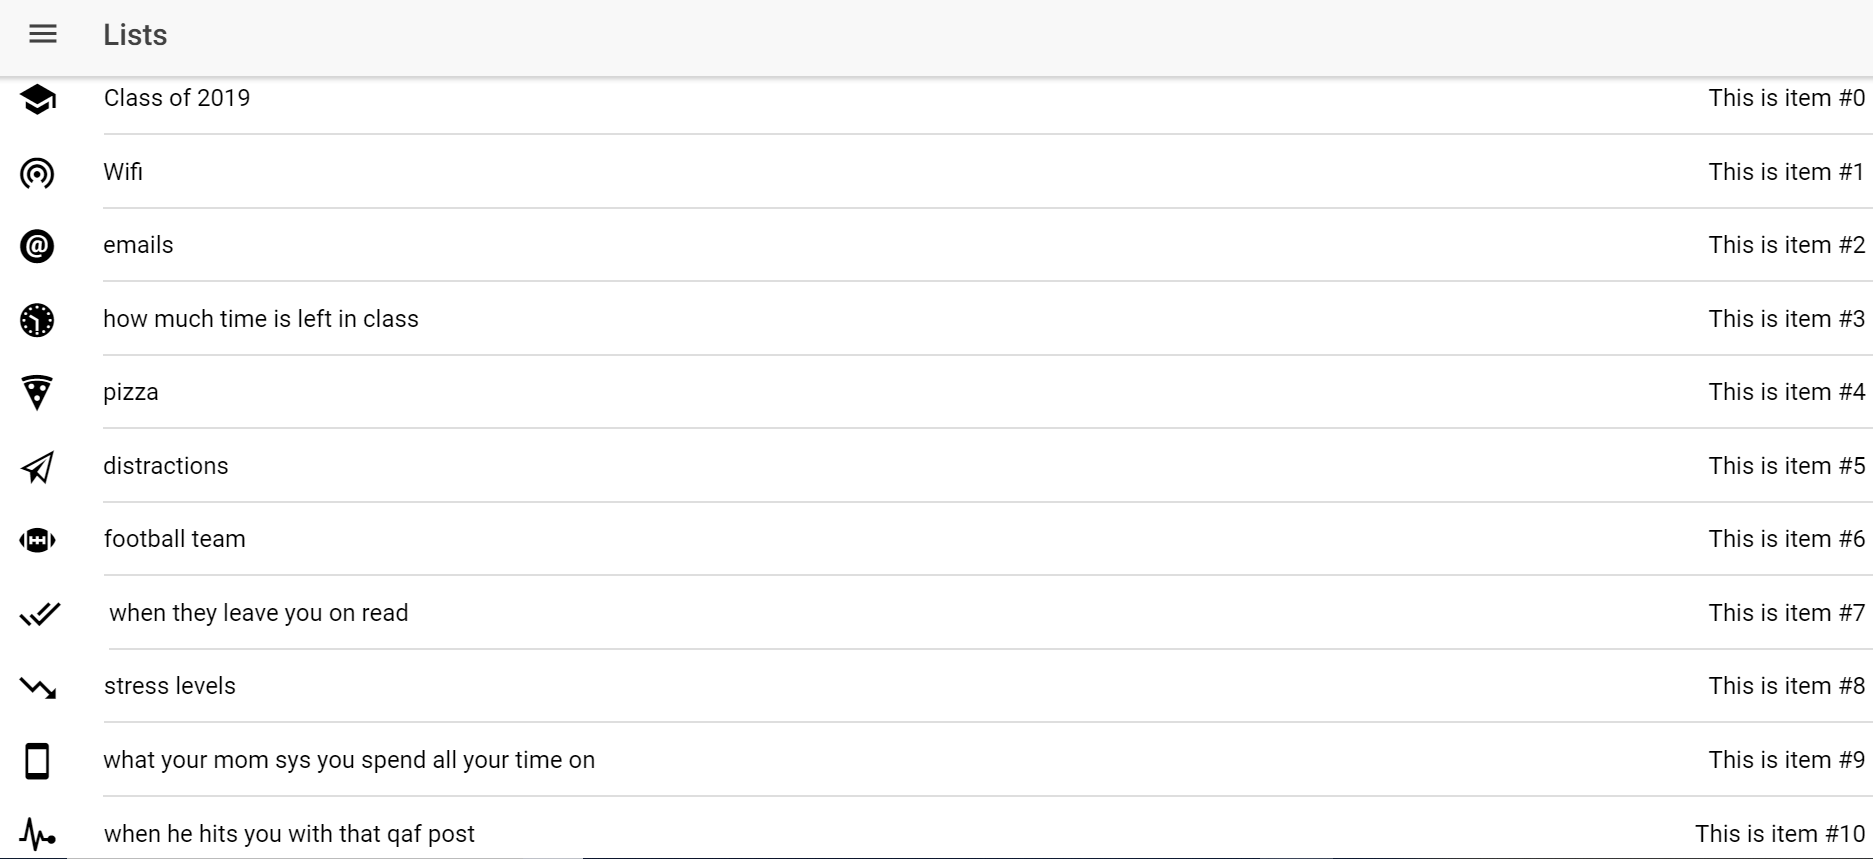 Lists
Class of 2019 This is item #0
Wifi This is item #1
@ emails This is item #2
how much time is left in class This is item #3
pizza This is item #4
distractions This is item #5
football team This is item #6
when they leave you on read This is item #7
stress levels This is item #8
what your mom sys you spend all your time on This is item #9
when he hits you with that qaf post This is item #10